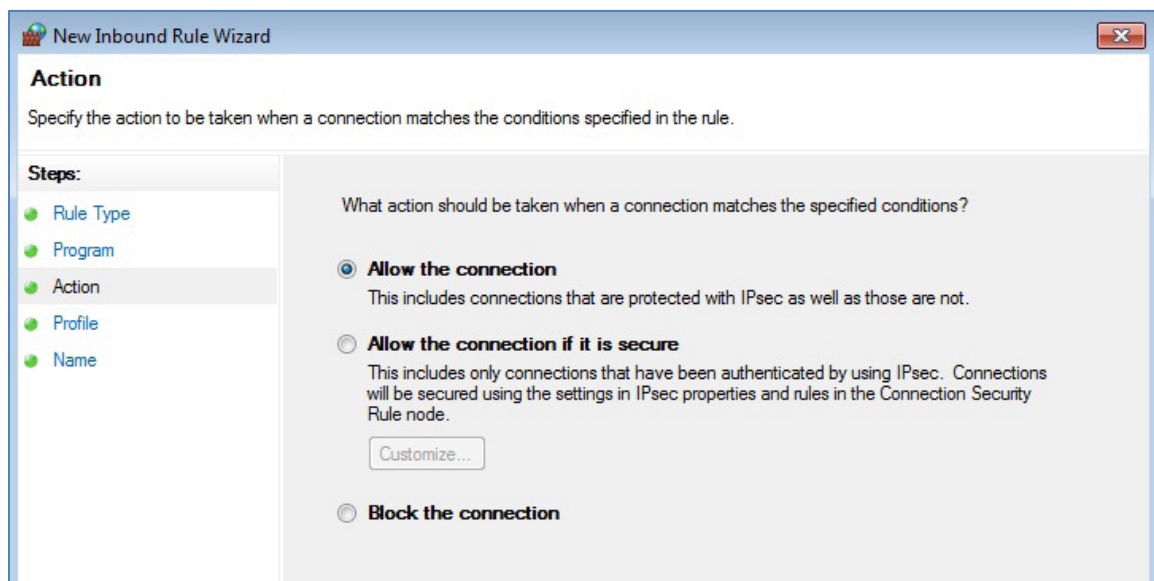 New Inbound Rule Wizard
Action
Specify the action to be taken when a connection matches the conditions specified in the rule.
Steps:
Rule Type
Program
Action
Profile
Name
What action should be taken when a connection matches the specified conditions?
Allow the connection
This includes connections that are protected with IPsec as well as those are not.
Allow the connection if it is secure
This includes only connections that have been authenticated by using IPsec. Connections
will be secured using the settings in IPsec properties and rules in the Connection Security
Rule node.
Customize...
Block the connection